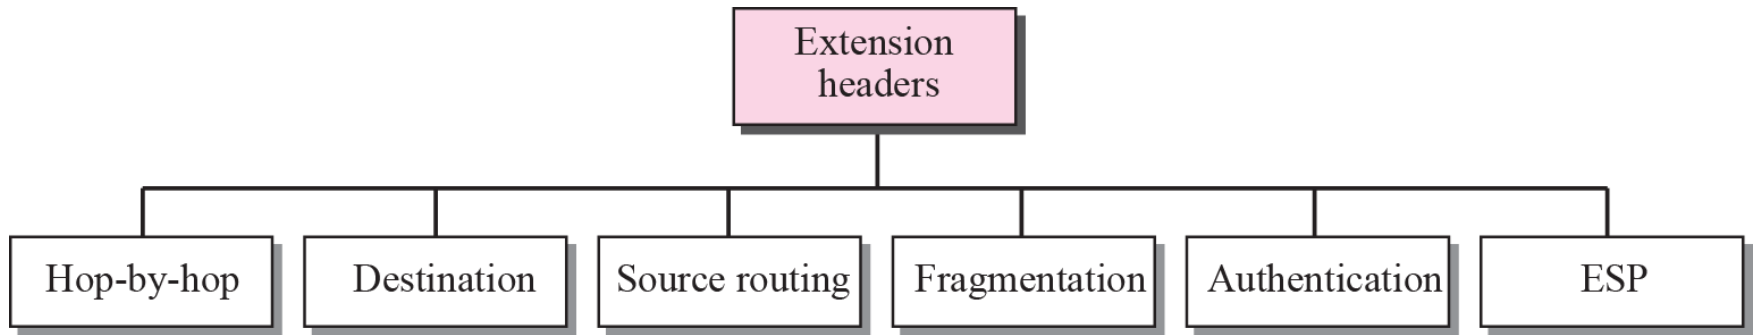 Extension
headers
Hop-by-hop
Destination
Source routing
Fragmentation
Authentication
ESP